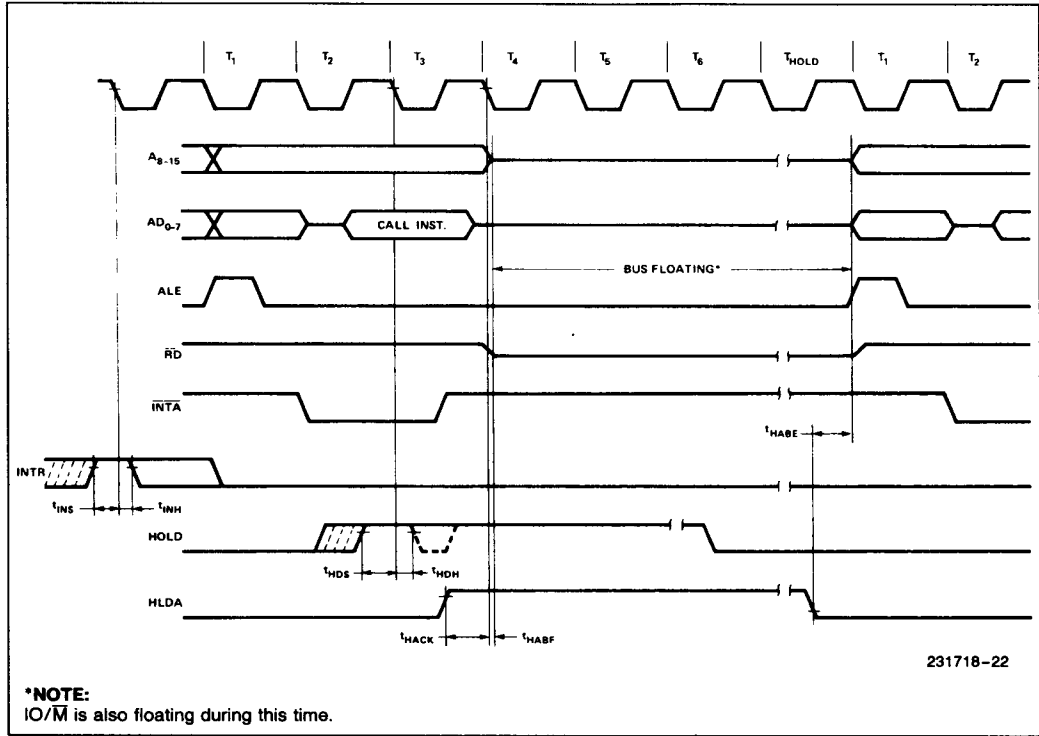 T1 T2 T3 T4 T5 T6 THOLD T1 T2
A8-15
AD0-7 CALL INST.
BUS FLOATING*
ALE
R̅D̅
I̅N̅T̅A̅
tHABE
INTR
tINS tINH
HOLD
tHDS tHDH
HLDA
tHACK tHABF
231718-22
*NOTE:
IO/M̅ is also floating during this time.